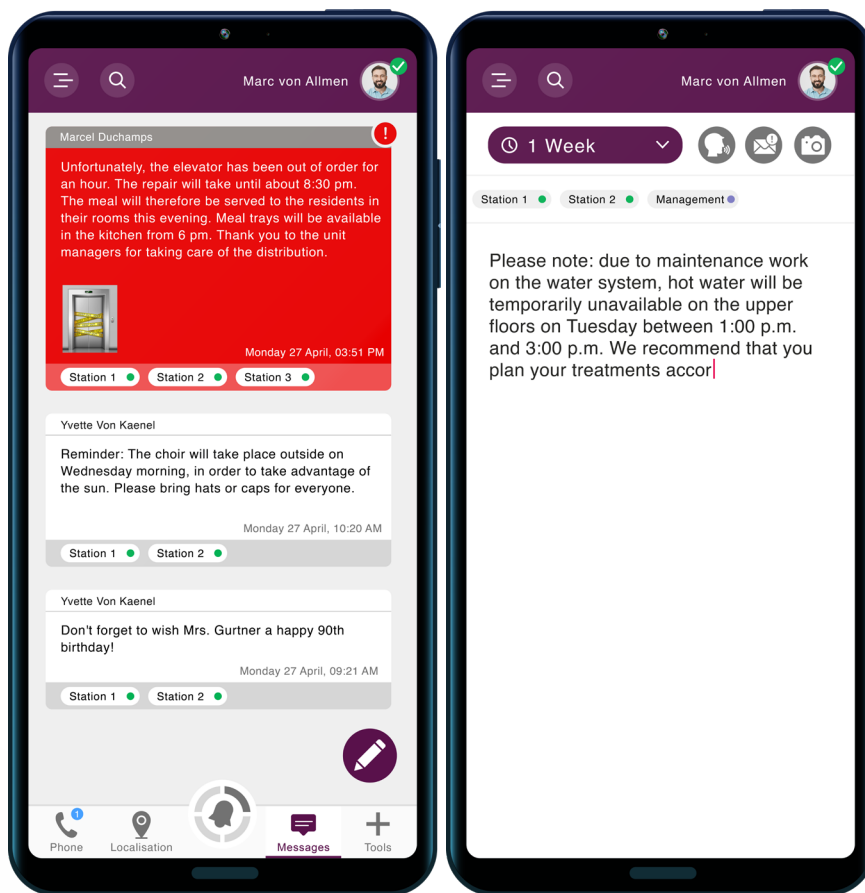 Marc von Allmen
Marcel Duchamps
!
Unfortunately, the elevator has been out of order for
an hour. The repair will take until about 8:30 pm.
The meal will therefore be served to the residents in
their rooms this evening. Meal trays will be available
in the kitchen from 6 pm. Thank you to the unit
managers for taking care of the distribution.
Monday 27 April, 03:51 PM
Station 1
Station 2
Station 3
Yvette Von Kaenel
Reminder: The choir will take place outside on
Wednesday morning, in order to take advantage of
the sun. Please bring hats or caps for everyone.
Monday 27 April, 10:20 AM
Station 1
Station 2
Yvette Von Kaenel
Don't forget to wish Mrs. Gurtner a happy 90th
birthday!
Monday 27 April, 09:21 AM
Station 1
Station 2
1
Phone
Localisation
Messages
Tools
Marc von Allmen
1 Week
Station 1
Station 2
Management
Please note: due to maintenance work
on the water system, hot water will be
temporarily unavailable on the upper
floors on Tuesday between 1:00 p.m.
and 3:00 p.m. We recommend that you
plan your treatments accor